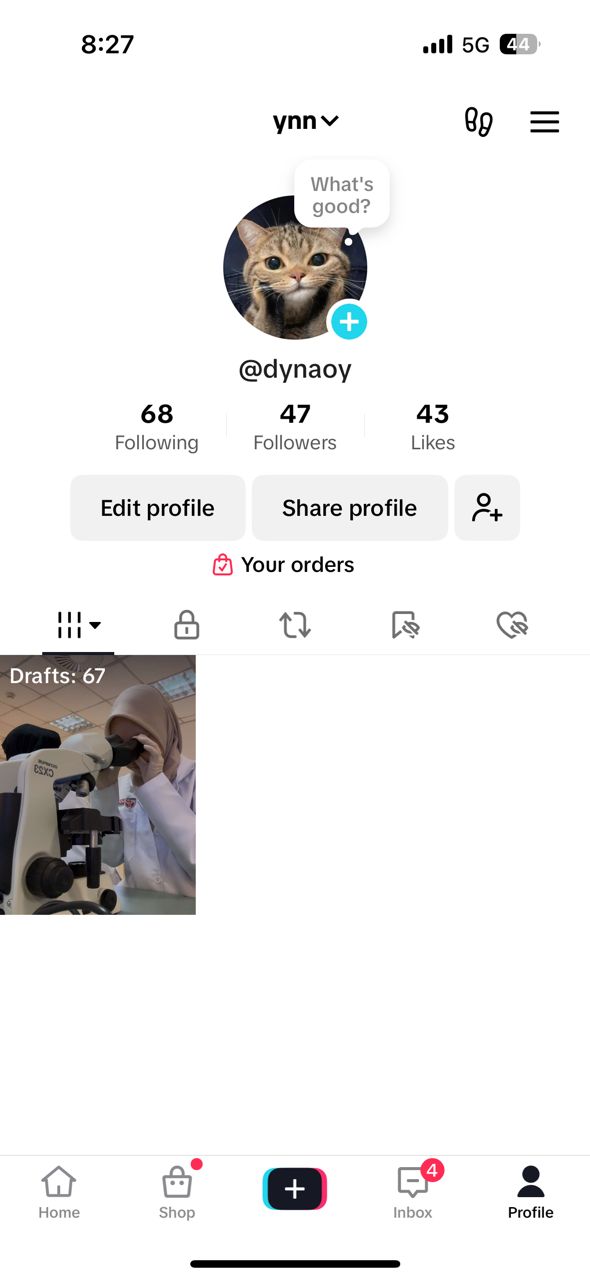 8:27
5G
44
ynn
What's
good?
@dynaoy
68
Following
47
Followers
43
Likes
Edit profile
Share profile
Your orders
Drafts: 67
CX23
Home
Shop
4
Inbox
Profile